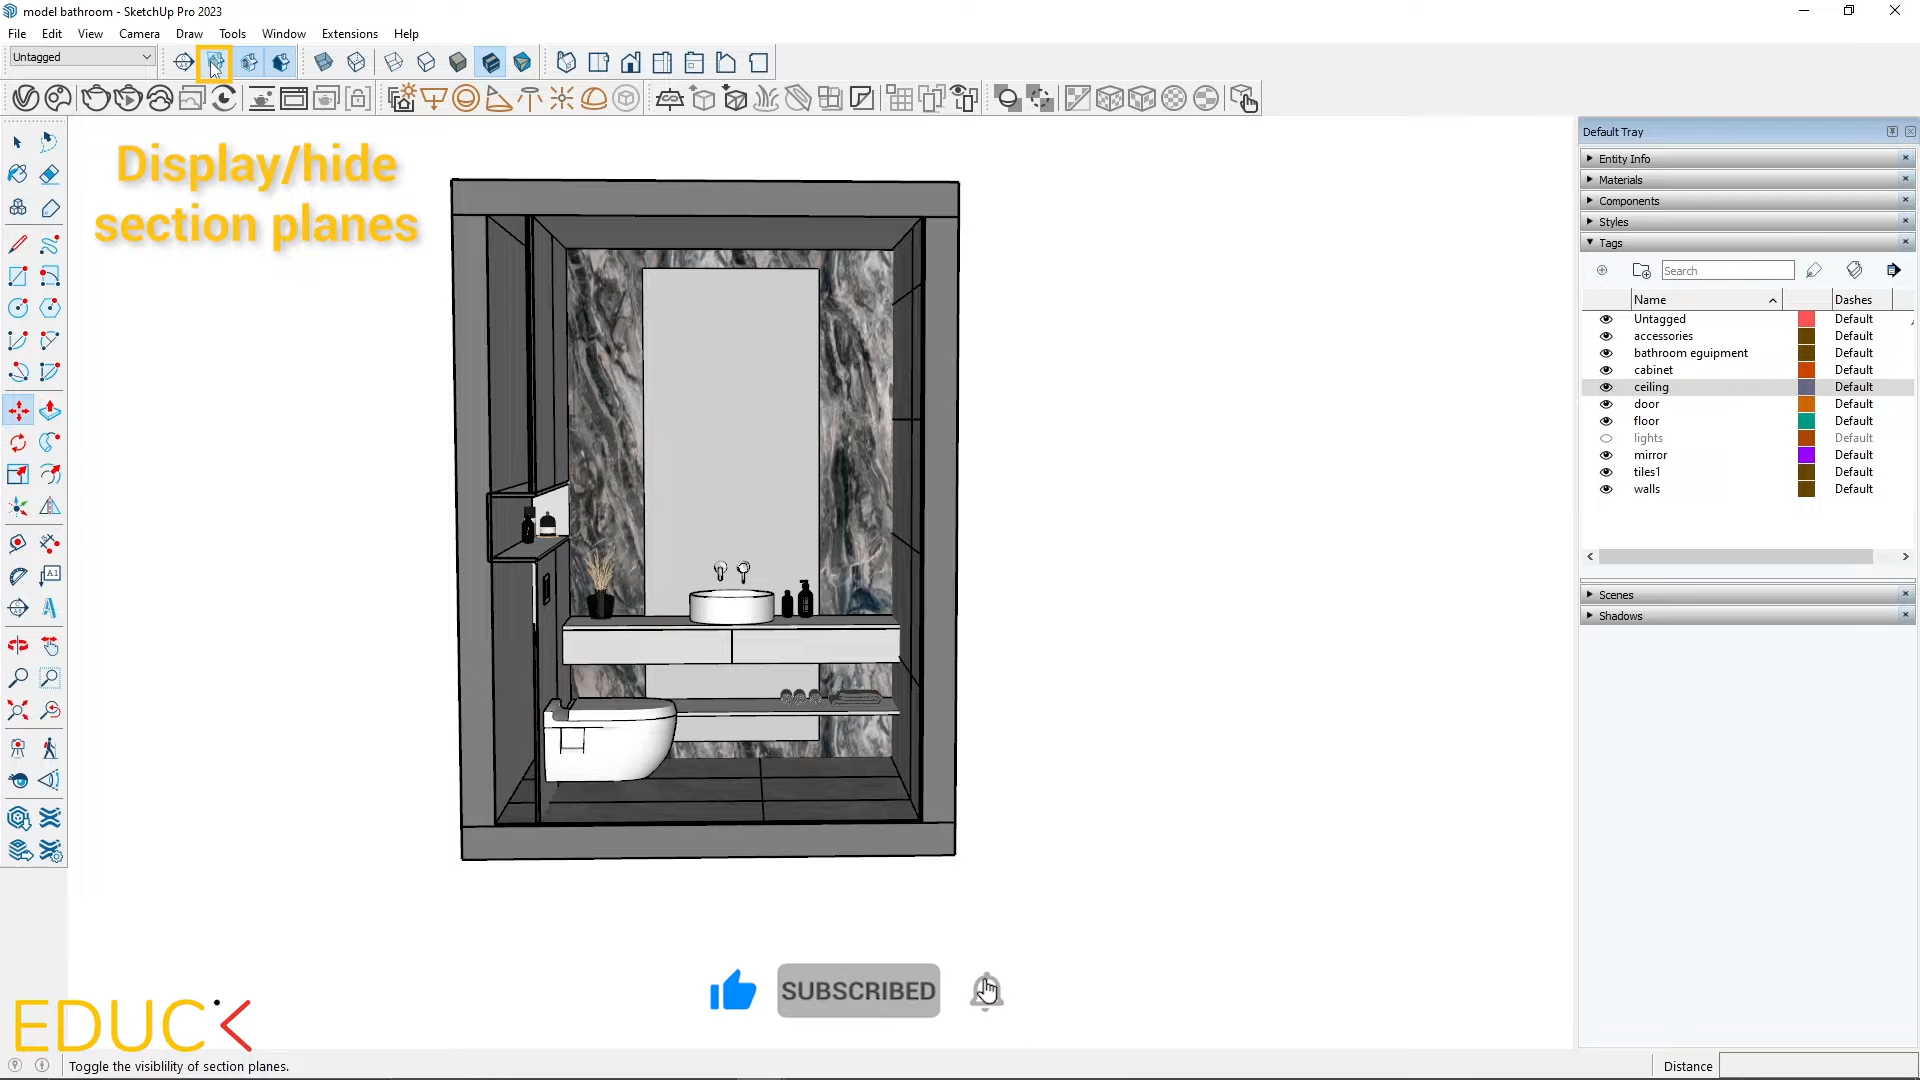 model bathroom - SketchUp Pro 2023
File Edit View Camera Draw Tools Window Extensions Help
Untagged
Display/hide
section planes
Default Tray
Entity Info
Materials
Components
Styles
Tags
Search
Name Dashes
Untagged Default
accessories Default
bathroom eguipment Default
cabinet Default
ceiling Default
door Default
floor Default
lights Default
mirror Default
tiles1 Default
walls Default
Scenes
Shadows
SUBSCRIBED
EDUCK
Toggle the visiblility of section planes.
Distance